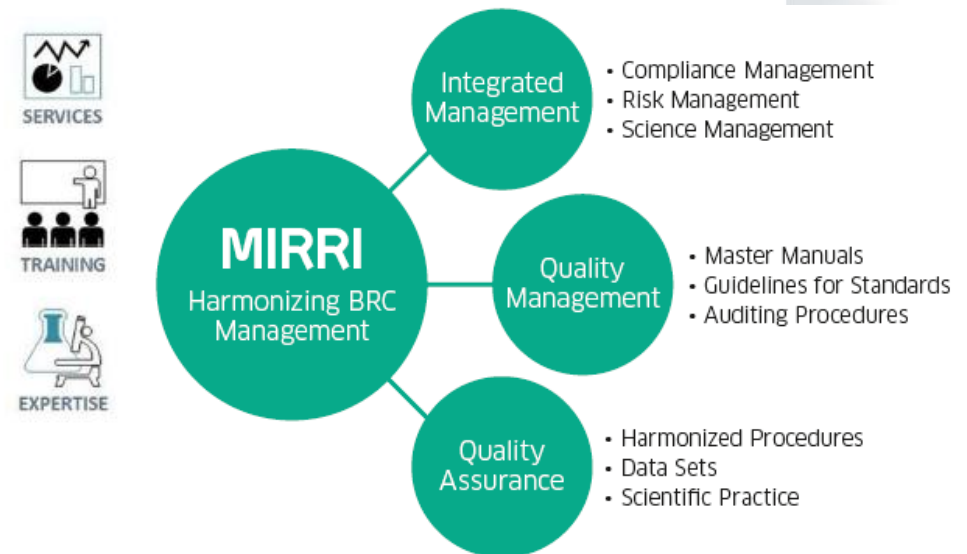 SERVICES
TRAINING
EXPERTISE
MIRRI
Harmonizing BRC
Management
Integrated
Management
• Compliance Management
• Risk Management
• Science Management
Quality
Management
• Master Manuals
• Guidelines for Standards
• Auditing Procedures
Quality
Assurance
• Harmonized Procedures
• Data Sets
• Scientific Practice